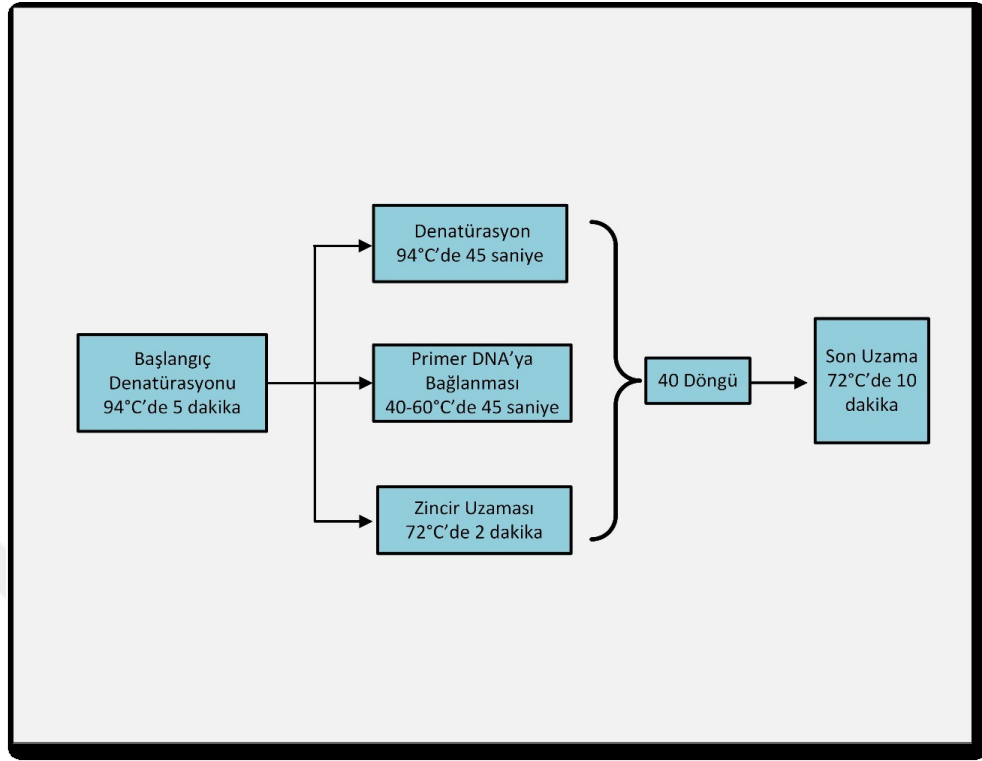 Başlangıç
Denatürasyonu
94°C’de 5 dakika
Denatürasyon
94°C’de 45 saniye
Primer DNA’ya
Bağlanması
40-60°C’de 45 saniye
Zincir Uzaması
72°C’de 2 dakika
40 Döngü
Son Uzama
72°C’de 10
dakika